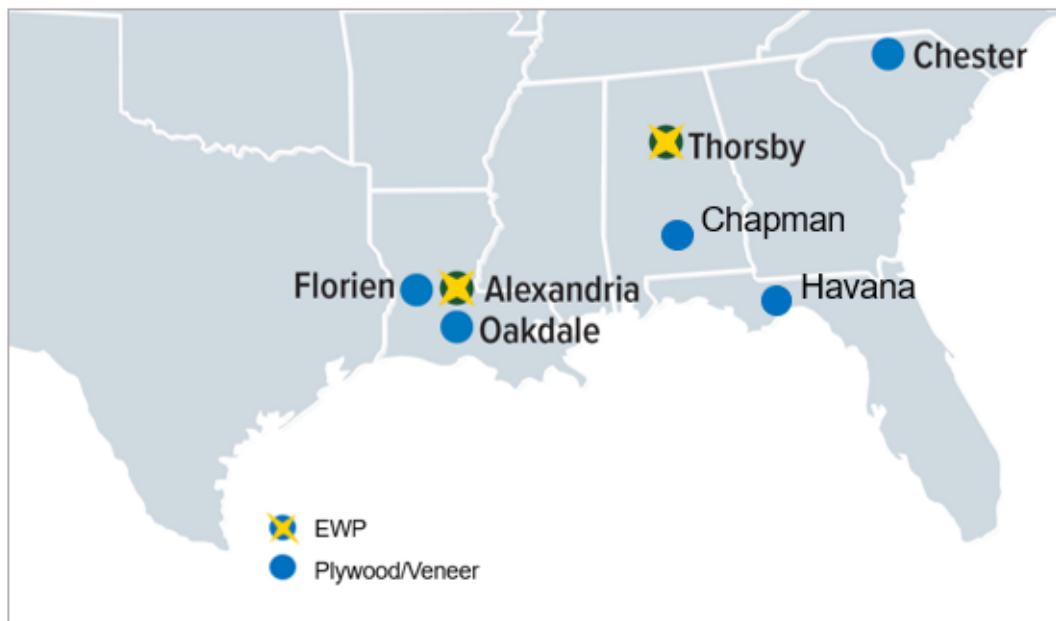 Chester
Thorsby
Chapman
Florien
Alexandria
Havana
Oakdale
EWP
Plywood/Veneer